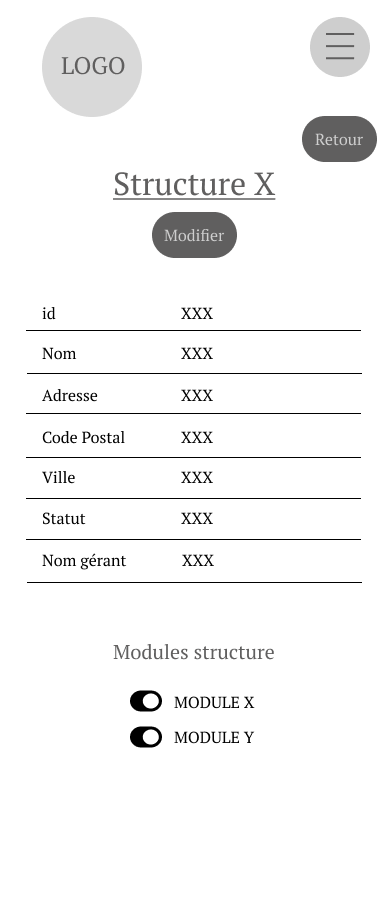 LOGO
Retour
Structure X
Modifier
id XXX
Nom XXX
Adresse XXX
Code Postal XXX
Ville XXX
Statut XXX
Nom gérant XXX
Modules structure
MODULE X
MODULE Y